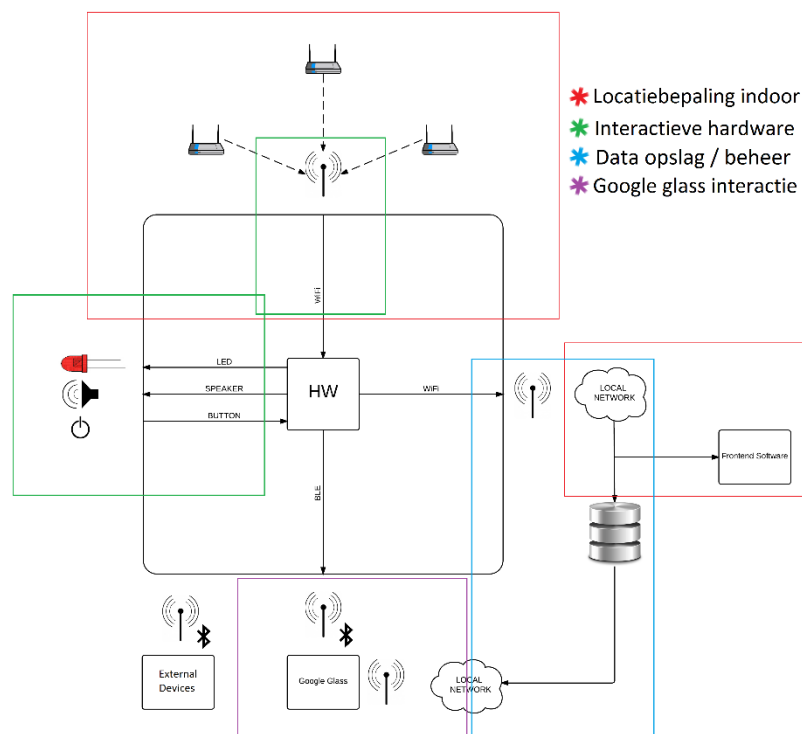 Locatiebepaling indoor
Interactieve hardware
Data opslag / beheer
Google glass interactie
WiFi
LED
SPEAKER
BUTTON
HW
WiFi
BLE
LOCAL
NETWORK
Frontend Software
External
Devices
Google Glass
LOCAL
NETWORK